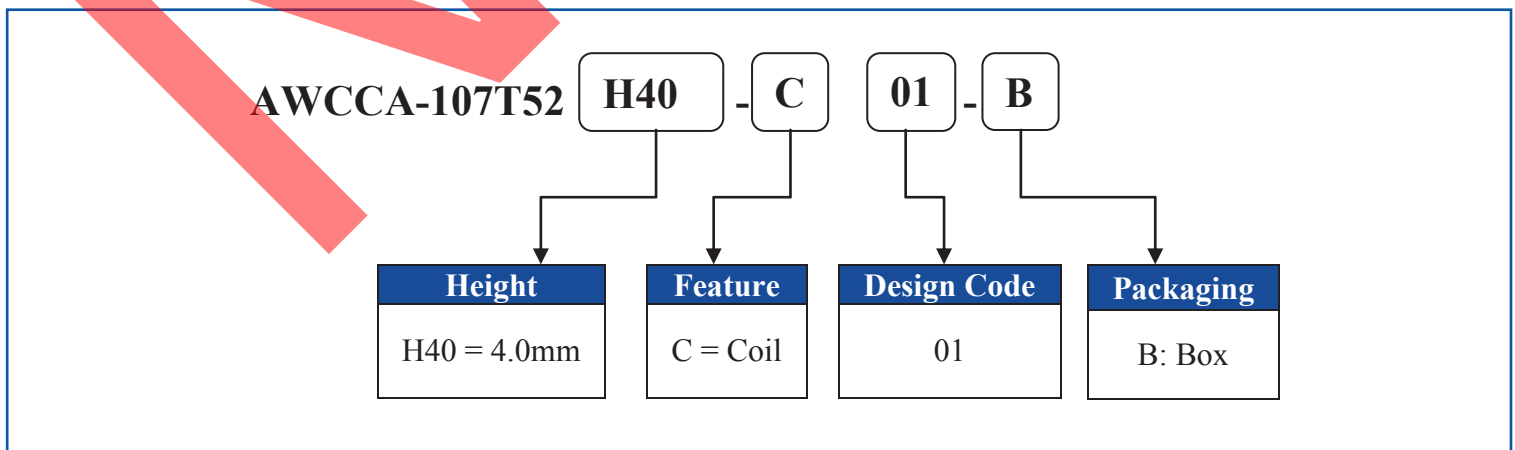 AWCCA-107T52 H40 - C 01 - B
Height Feature Design Code Packaging
H40 = 4.0mm C = Coil 01 B: Box